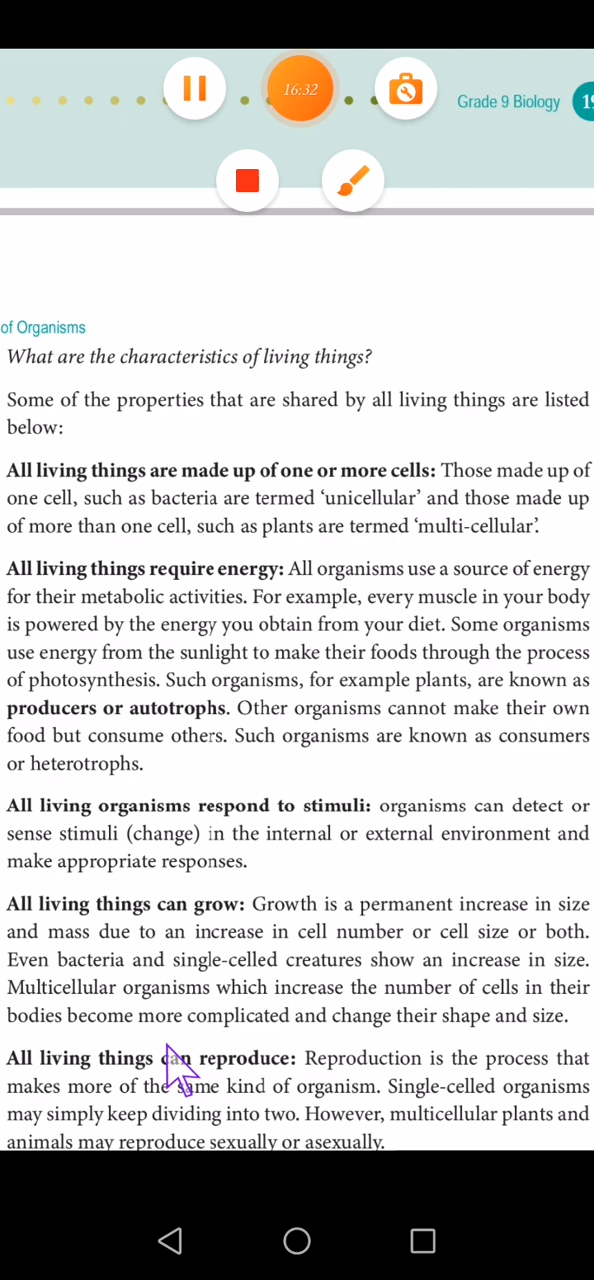 16:32
Grade 9 Biology
of Organisms
What are the characteristics of living things?
Some of the properties that are shared by all living things are listed
below:
All living things are made up of one or more cells: Those made up of
one cell, such as bacteria are termed ‘unicellular’ and those made up
of more than one cell, such as plants are termed ‘multi-cellular’.
All living things require energy: All organisms use a source of energy
for their metabolic activities. For example, every muscle in your body
is powered by the energy you obtain from your diet. Some organisms
use energy from the sunlight to make their foods through the process
of photosynthesis. Such organisms, for example plants, are known as
producers or autotrophs. Other organisms cannot make their own
food but consume others. Such organisms are known as consumers
or heterotrophs.
All living organisms respond to stimuli: organisms can detect or
sense stimuli (change) in the internal or external environment and
make appropriate responses.
All living things can grow: Growth is a permanent increase in size
and mass due to an increase in cell number or cell size or both.
Even bacteria and single-celled creatures show an increase in size.
Multicellular organisms which increase the number of cells in their
bodies become more complicated and change their shape and size.
All living things can reproduce: Reproduction is the process that
makes more of the same kind of organism. Single-celled organisms
may simply keep dividing into two. However, multicellular plants and
animals may reproduce sexually or asexually.